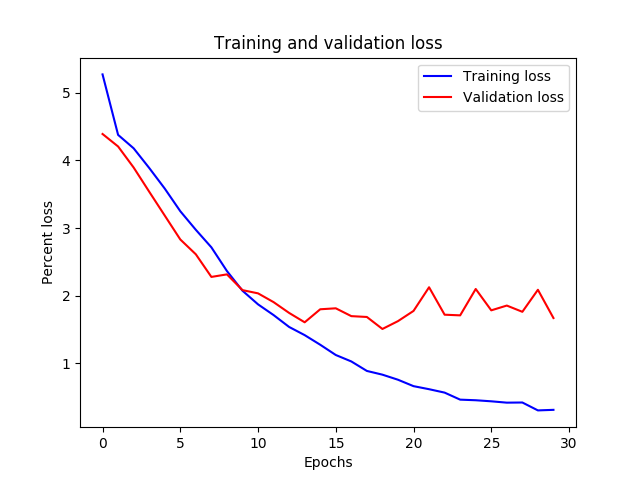 Training and validation loss
Training loss
Validation loss
Percent loss
5
4
3
2
1
0 5 10 15 20 25 30
Epochs